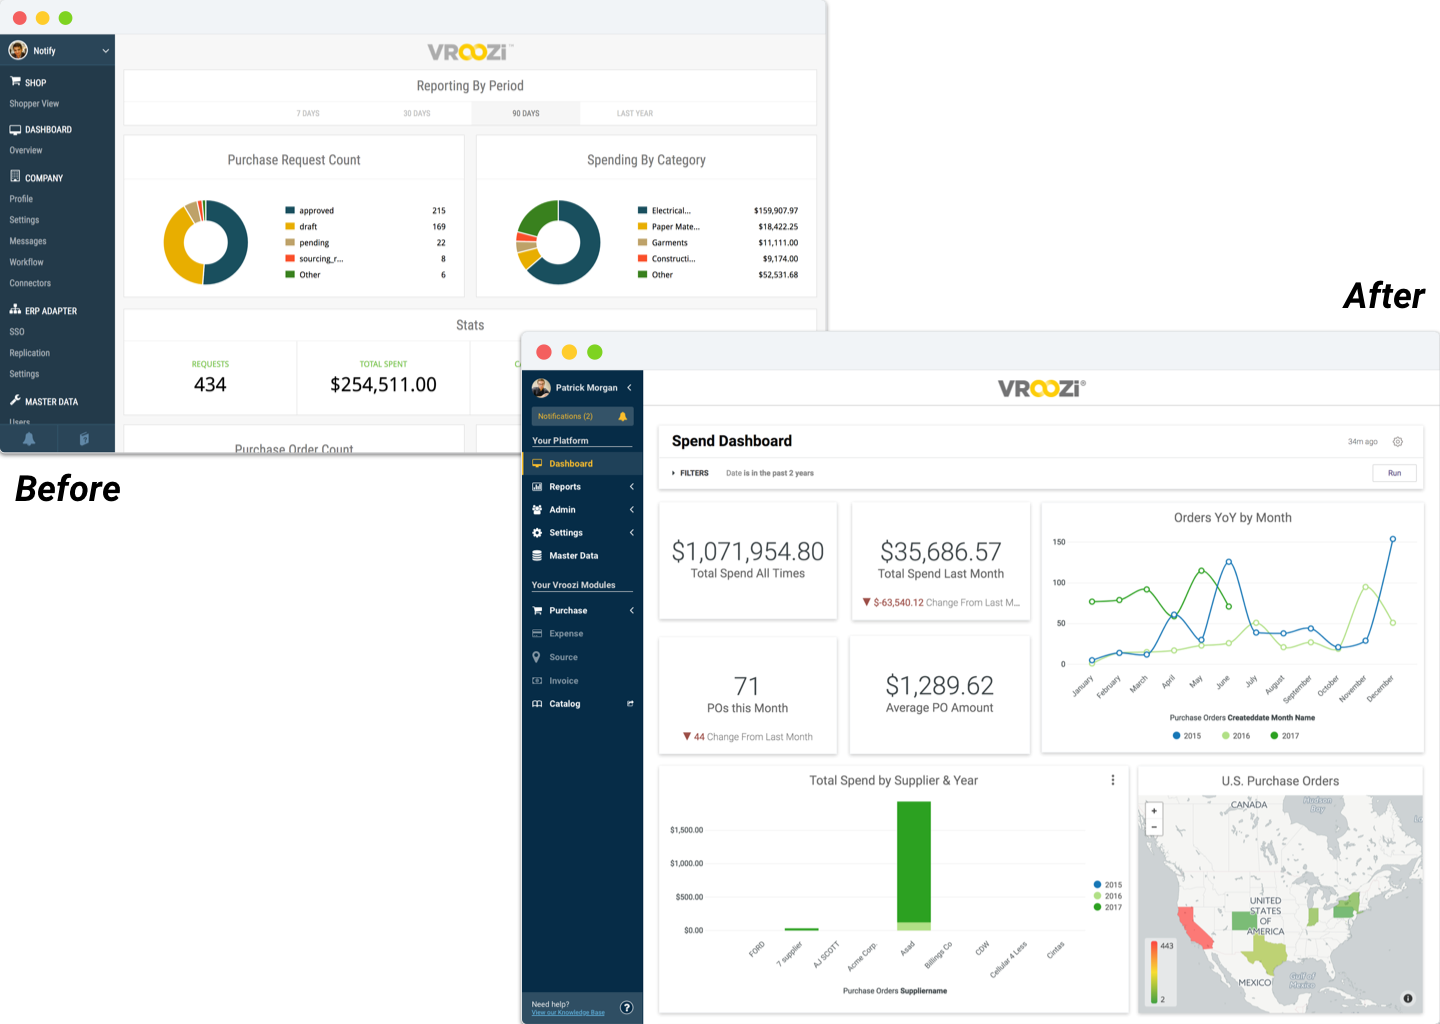 Notify
SHOP
Shopper View
DASHBOARD
Overview
COMPANY
Profile
Settings
Messages
Workflow
Connectors
ERP ADAPTER
SSO
Replication
Settings
MASTER DATA
Users
VROOZi™
Reporting By Period
7 DAYS 30 DAYS 90 DAYS LAST YEAR
Purchase Request Count
approved 215
draft 169
pending 22
sourcing_r... 8
Other 6
Spending By Category
Electrical... $159,907.97
Paper Mate... $18,422.25
Garments $11,111.00
Constructi... $9,174.00
Other $52,531.68
Stats
REQUESTS
434
TOTAL SPENT
$254,511.00
Purchase Order Count
Before
After
Patrick Morgan
Notifications (2)
Your Platform
Dashboard
Reports
Admin
Settings
Master Data
Your Vroozi Modules
Purchase
Expense
Source
Invoice
Catalog
Need help?
View our Knowledge Base
?
VROOZi®
Spend Dashboard
34m ago
FILTERS Date is in the past 2 years
Run
$1,071,954.80
Total Spend All Times
$35,686.57
Total Spend Last Month
$-63,540.12 Change From Last M...
71
POs this Month
44 Change From Last Month
$1,289.62
Average PO Amount
Orders YoY by Month
150
100
50
0
January February March April May June July August September October November December
Purchase Orders Createddate Month Name
2015 2016 2017
Total Spend by Supplier & Year
$1,500.00
$1,000.00
$500.00
$0.00
FORD 7 supplier AJ SCOTT Acme Corp. Asad Billings Co CDW Cellular 4 Less Cintas
Purchase Orders Suppliername
2015
2016
2017
U.S. Purchase Orders
+
−
CANADA
Hudson
Bay
UNITED
STATES
OF
AMERICA
MEXICO
Gulf of
Mexico
443
2